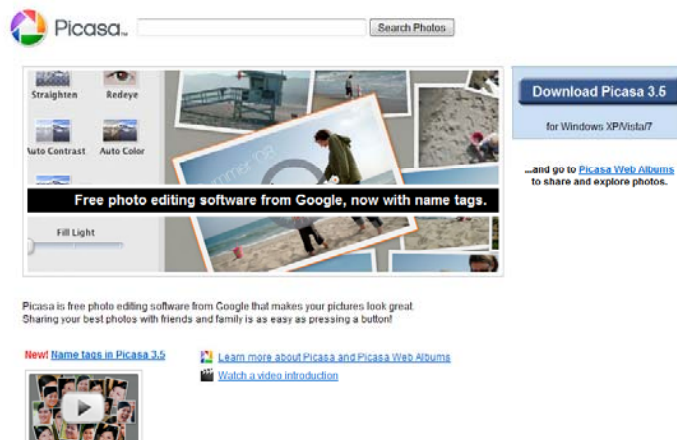 Picasa™
Search Photos
Straighten Redeye
Auto Contrast Auto Color
Free photo editing software from Google, now with name tags.
Fill Light
Download Picasa 3.5
for Windows XP/Vista/7
...and go to Picasa Web Albums
to share and explore photos.
Picasa is free photo editing software from Google that makes your pictures look great.
Sharing your best photos with friends and family is as easy as pressing a button!
New! Name tags in Picasa 3.5
Learn more about Picasa and Picasa Web Albums
Watch a video introduction